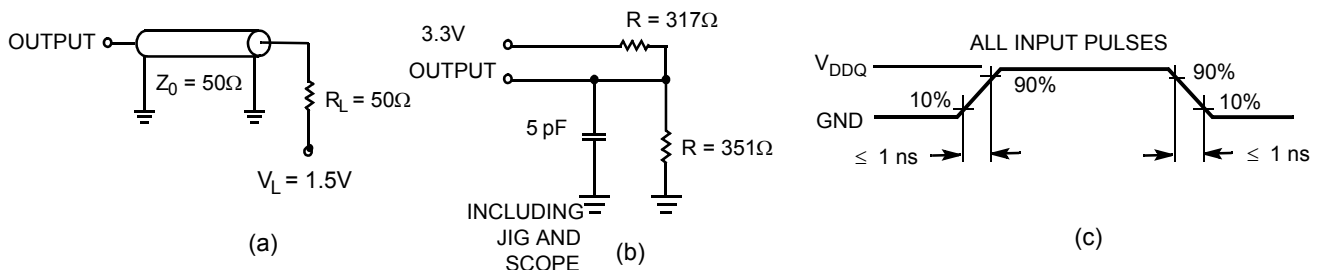 OUTPUT
Z0 = 50Ω
RL = 50Ω
VL = 1.5V
(a)
R = 317Ω
3.3V
OUTPUT
5 pF
R = 351Ω
INCLUDING
JIG AND
SCOPE
(b)
ALL INPUT PULSES
VDDQ
90%
90%
10%
10%
GND
≤ 1 ns
≤ 1 ns
(c)